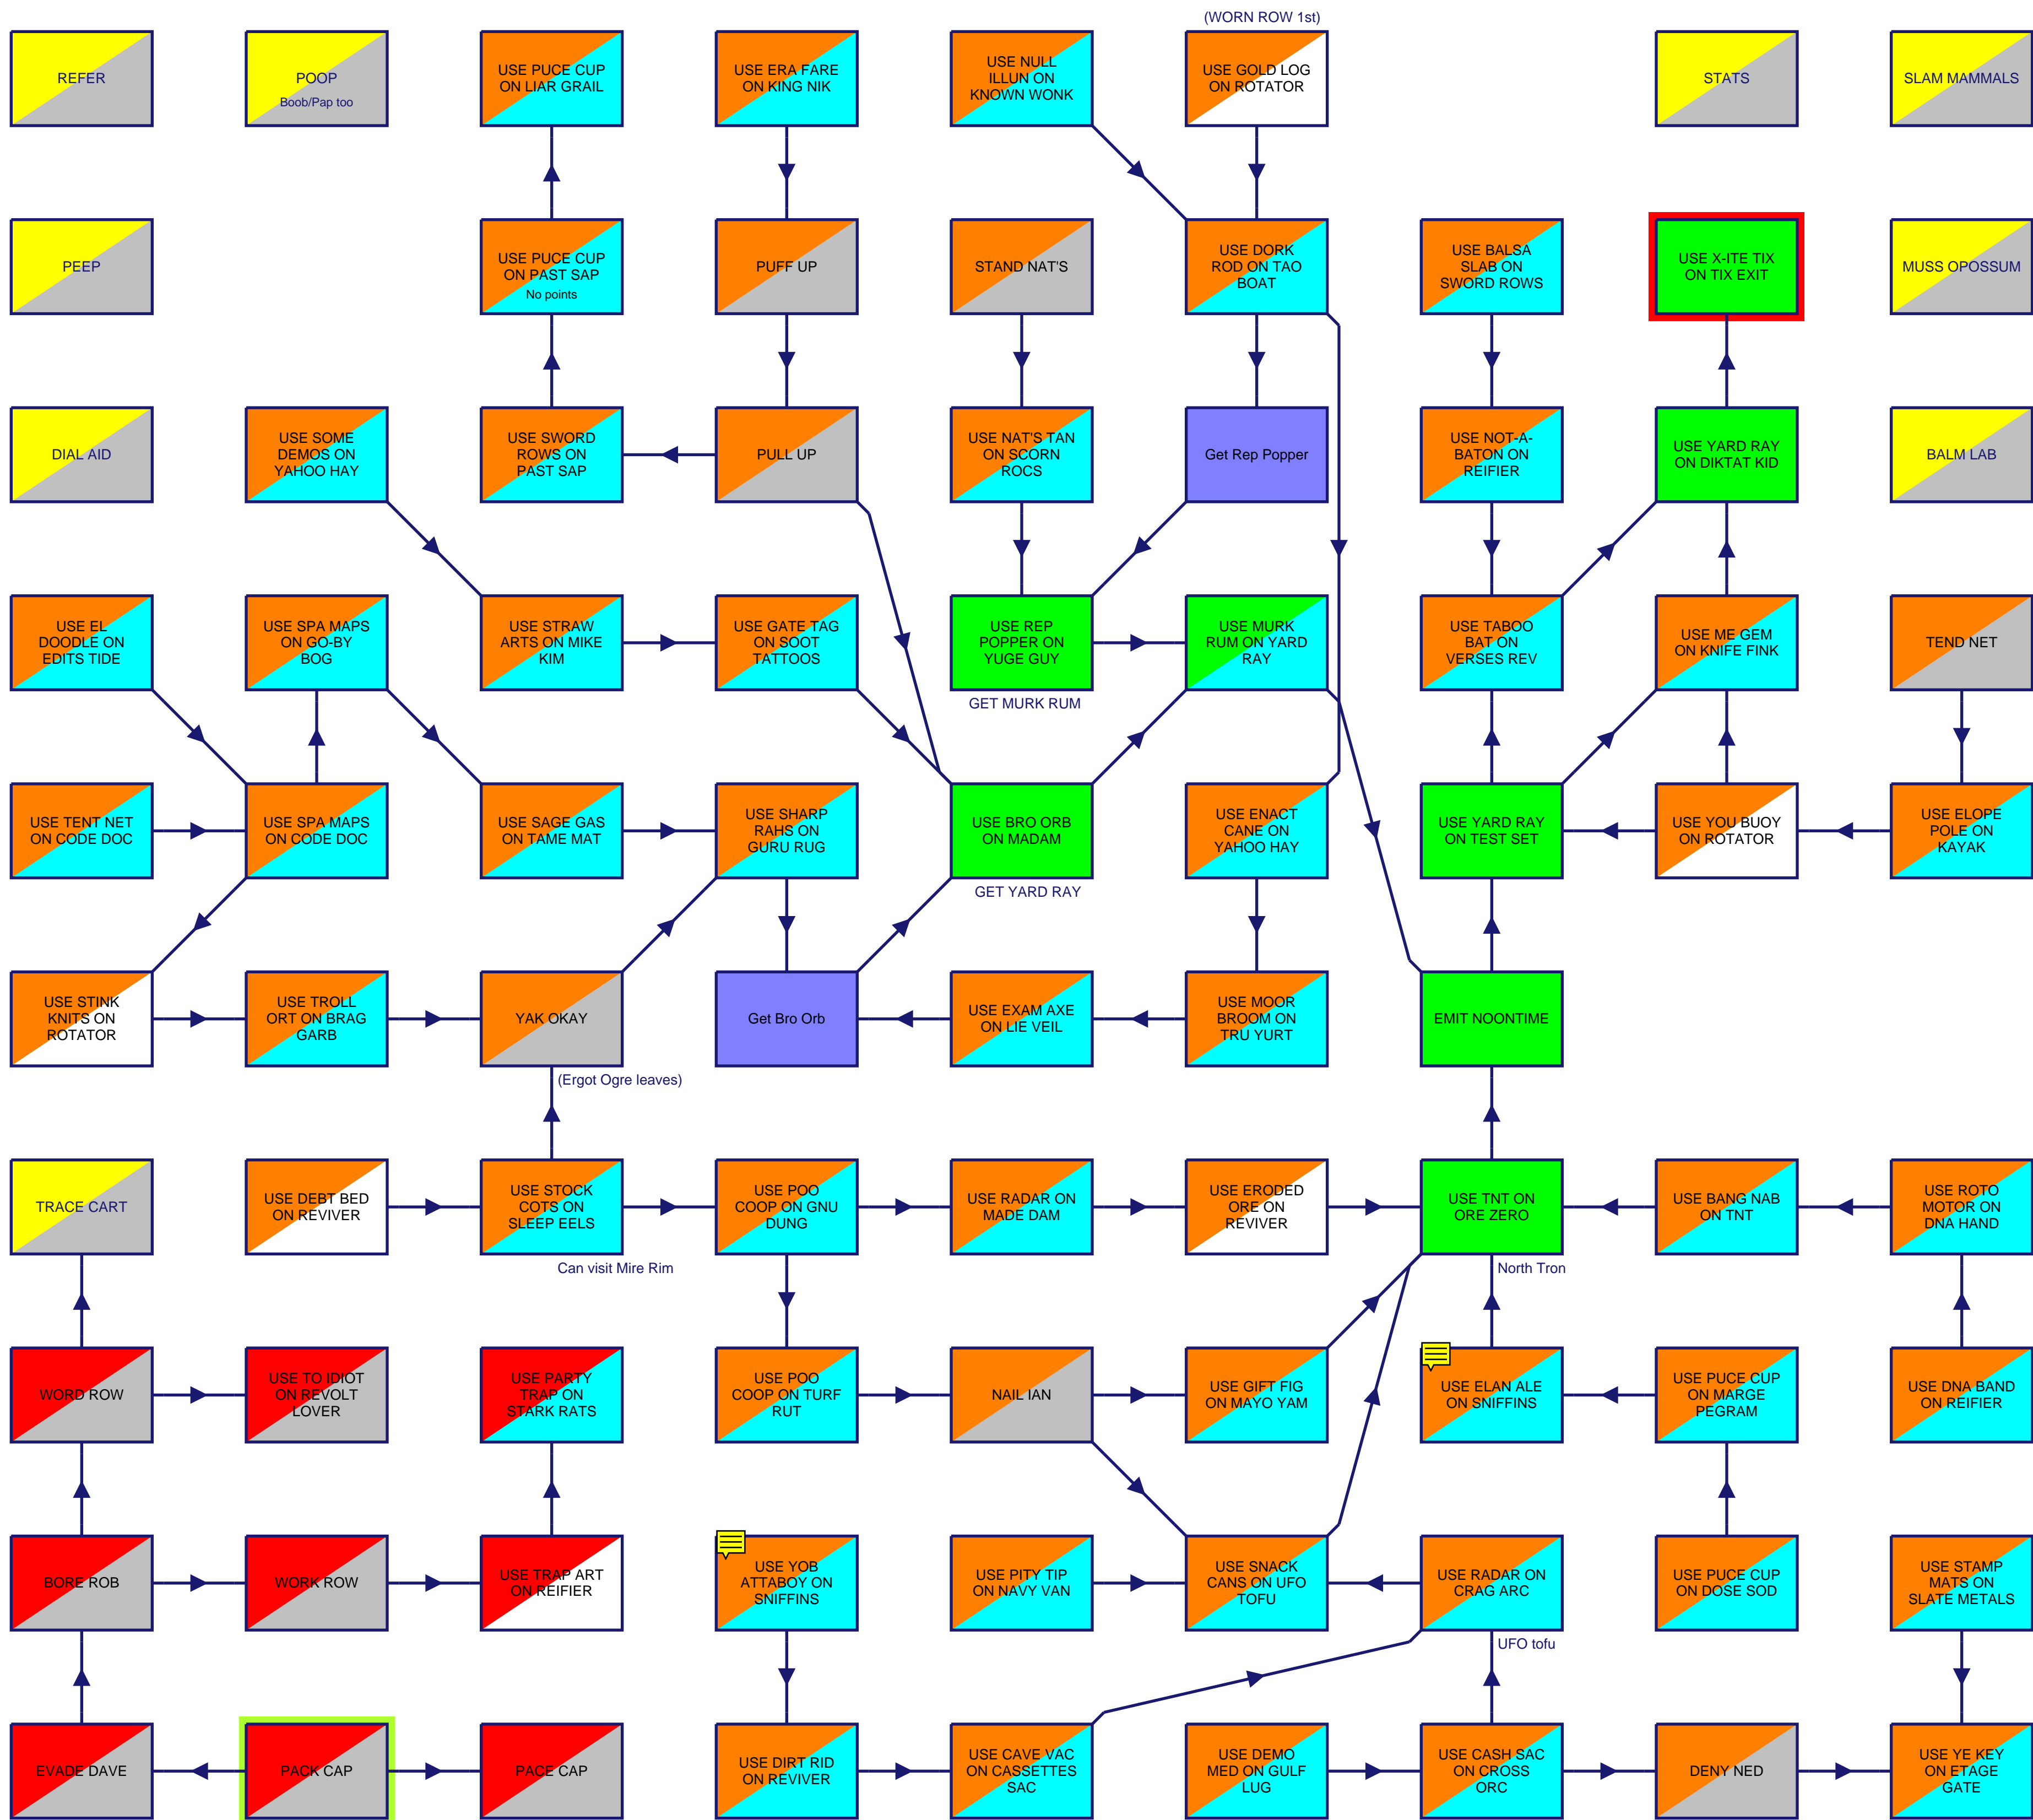 (WORN ROW 1st)
REFER
POOP
Boob/Pap too
USE PUCE CUP
ON LIAR GRAIL
USE ERA FARE
ON KING NIK
USE NULL
ILLUN ON
KNOWN WONK
USE GOLD LOG
ON ROTATOR
STATS
SLAM MAMMALS
PEEP
USE PUCE CUP
ON PAST SAP
No points
PUFF UP
STAND NAT'S
USE DORK
ROD ON TAO
BOAT
USE BALSA
SLAB ON
SWORD ROWS
USE X-ITE TIX
ON TIX EXIT
MUSS OPOSSUM
DIAL AID
USE SOME
DEMOS ON
YAHOO HAY
USE SWORD
ROWS ON
PAST SAP
PULL UP
USE NAT'S TAN
ON SCORN
ROCS
Get Rep Popper
USE NOT-A-
BATON ON
REIFIER
USE YARD RAY
ON DIKTAT KID
BALM LAB
USE EL
DOODLE ON
EDITS TIDE
USE SPA MAPS
ON GO-BY
BOG
USE STRAW
ARTS ON MIKE
KIM
USE GATE TAG
ON SOOT
TATTOOS
USE REP
POPPER ON
YUGE GUY
GET MURK RUM
USE MURK
RUM ON YARD
RAY
USE TABOO
BAT ON
VERSES REV
USE ME GEM
ON KNIFE FINK
TEND NET
USE TENT NET
ON CODE DOC
USE SPA MAPS
ON CODE DOC
USE SAGE GAS
ON TAME MAT
USE SHARP
RAHS ON
GURU RUG
USE BRO ORB
ON MADAM
GET YARD RAY
USE ENACT
CANE ON
YAHOO HAY
USE YARD RAY
ON TEST SET
USE YOU BUOY
ON ROTATOR
USE ELOPE
POLE ON
KAYAK
USE STINK
KNITS ON
ROTATOR
USE TROLL
ORT ON BRAG
GARB
YAK OKAY
(Ergot Ogre leaves)
Get Bro Orb
USE EXAM AXE
ON LIE VEIL
USE MOOR
BROOM ON
TRU YURT
EMIT NOONTIME
TRACE CART
USE DEBT BED
ON REVIVER
USE STOCK
COTS ON
SLEEP EELS
Can visit Mire Rim
USE POO
COOP ON GNU
DUNG
USE RADAR ON
MADE DAM
USE ERODED
ORE ON
REVIVER
USE TNT ON
ORE ZERO
North Tron
USE BANG NAB
ON TNT
USE ROTO
MOTOR ON
DNA HAND
WORD ROW
USE TO IDIOT
ON REVOLT
LOVER
USE PARTY
TRAP ON
STARK RATS
USE POO
COOP ON TURF
RUT
NAIL IAN
USE GIFT FIG
ON MAYO YAM
USE ELAN ALE
ON SNIFFINS
USE PUCE CUP
ON MARGE
PEGRAM
USE DNA BAND
ON REIFIER
BORE ROB
WORK ROW
USE TRAP ART
ON REIFIER
USE YOB
ATTABOY ON
SNIFFINS
USE PITY TIP
ON NAVY VAN
USE SNACK
CANS ON UFO
TOFU
USE RADAR ON
CRAG ARC
UFO tofu
USE PUCE CUP
ON DOSE SOD
USE STAMP
MATS ON
SLATE METALS
EVADE DAVE
PACK CAP
PACE CAP
USE DIRT RID
ON REVIVER
USE CAVE VAC
ON CASSETTES
SAC
USE DEMO
MED ON GULF
LUG
USE CASH SAC
ON CROSS
ORC
DENY NED
USE YE KEY
ON ETAGE
GATE